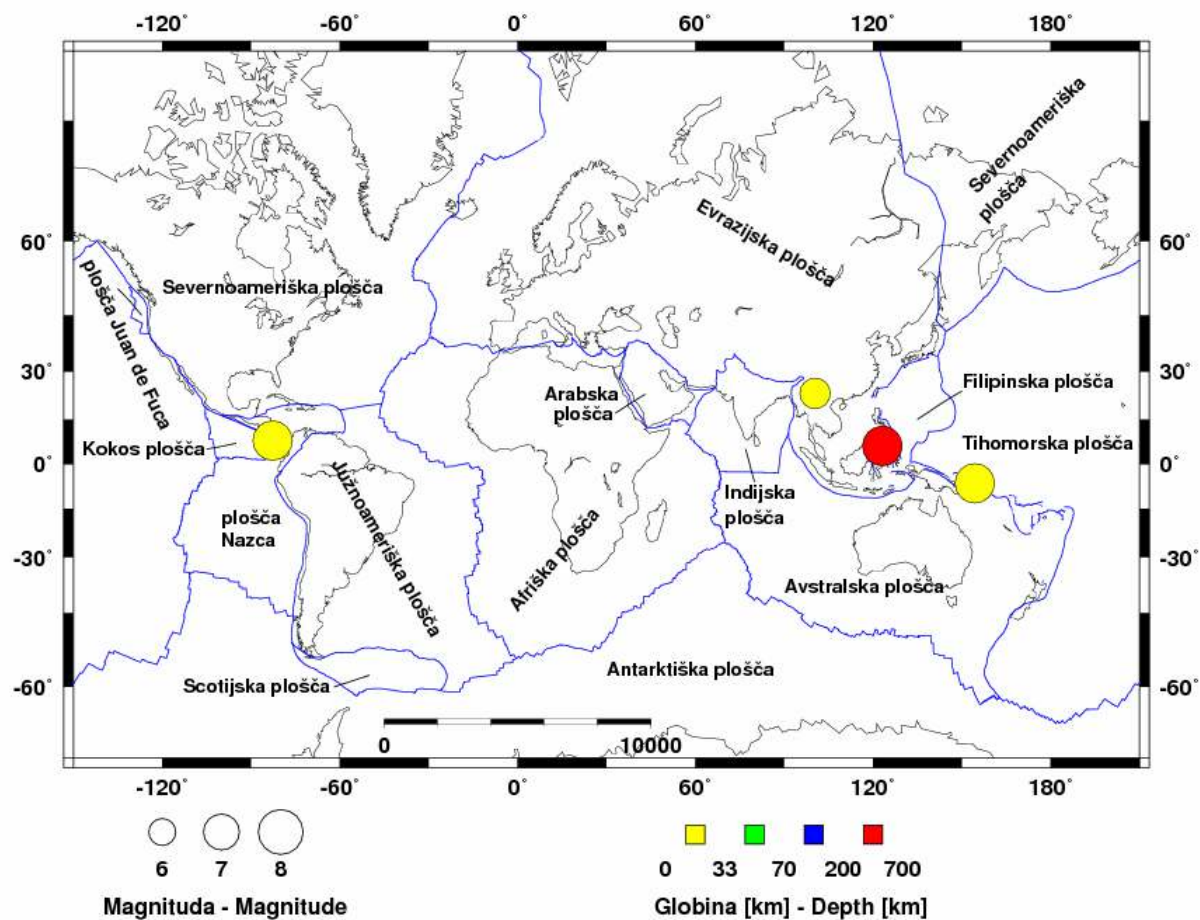 -120° -60° 0° 60° 120° 180°
Severnoameriška
plošča
Evrazijska plošča
60° 60°
plošča Juan de Fuca
Severnoameriška plošča
30° 30°
Arabska
plošča
Filipinska plošča
Kokos plošča
Tihomorska plošča
0° 0°
Južnoameriška plošča
Indijska
plošča
plošča
Nazca
Afriška plošča
-30° -30°
Avstralska plošča
Antarktiška plošča
Scotijska plošča
-60° -60°
0 10000
-120° -60° 0° 60° 120° 180°
6 7 8
0 33 70 200 700
Magnituda - Magnitude
Globina [km] - Depth [km]